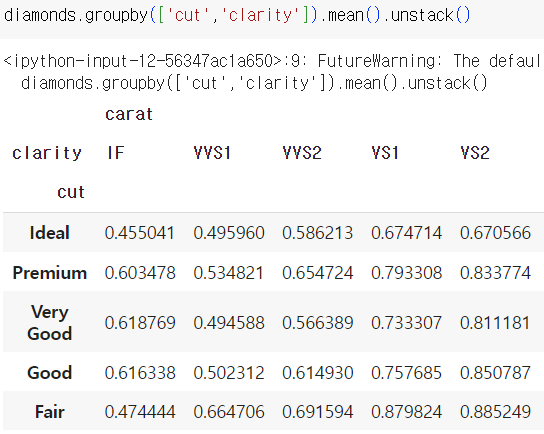 diamonds.groupby(['cut','clarity']).mean().unstack()
<ipython-input-12-56347ac1a650>:9: FutureWarning: The defaul
diamonds.groupby(['cut','clarity']).mean().unstack()
carat
clarity IF VVS1 VVS2 VS1 VS2
cut
Ideal 0.455041 0.495960 0.586213 0.674714 0.670566
Premium 0.603478 0.534821 0.654724 0.793308 0.833774
Very
Good 0.618769 0.494588 0.566389 0.733307 0.811181
Good 0.616338 0.502312 0.614930 0.757685 0.850787
Fair 0.474444 0.664706 0.691594 0.879824 0.885249